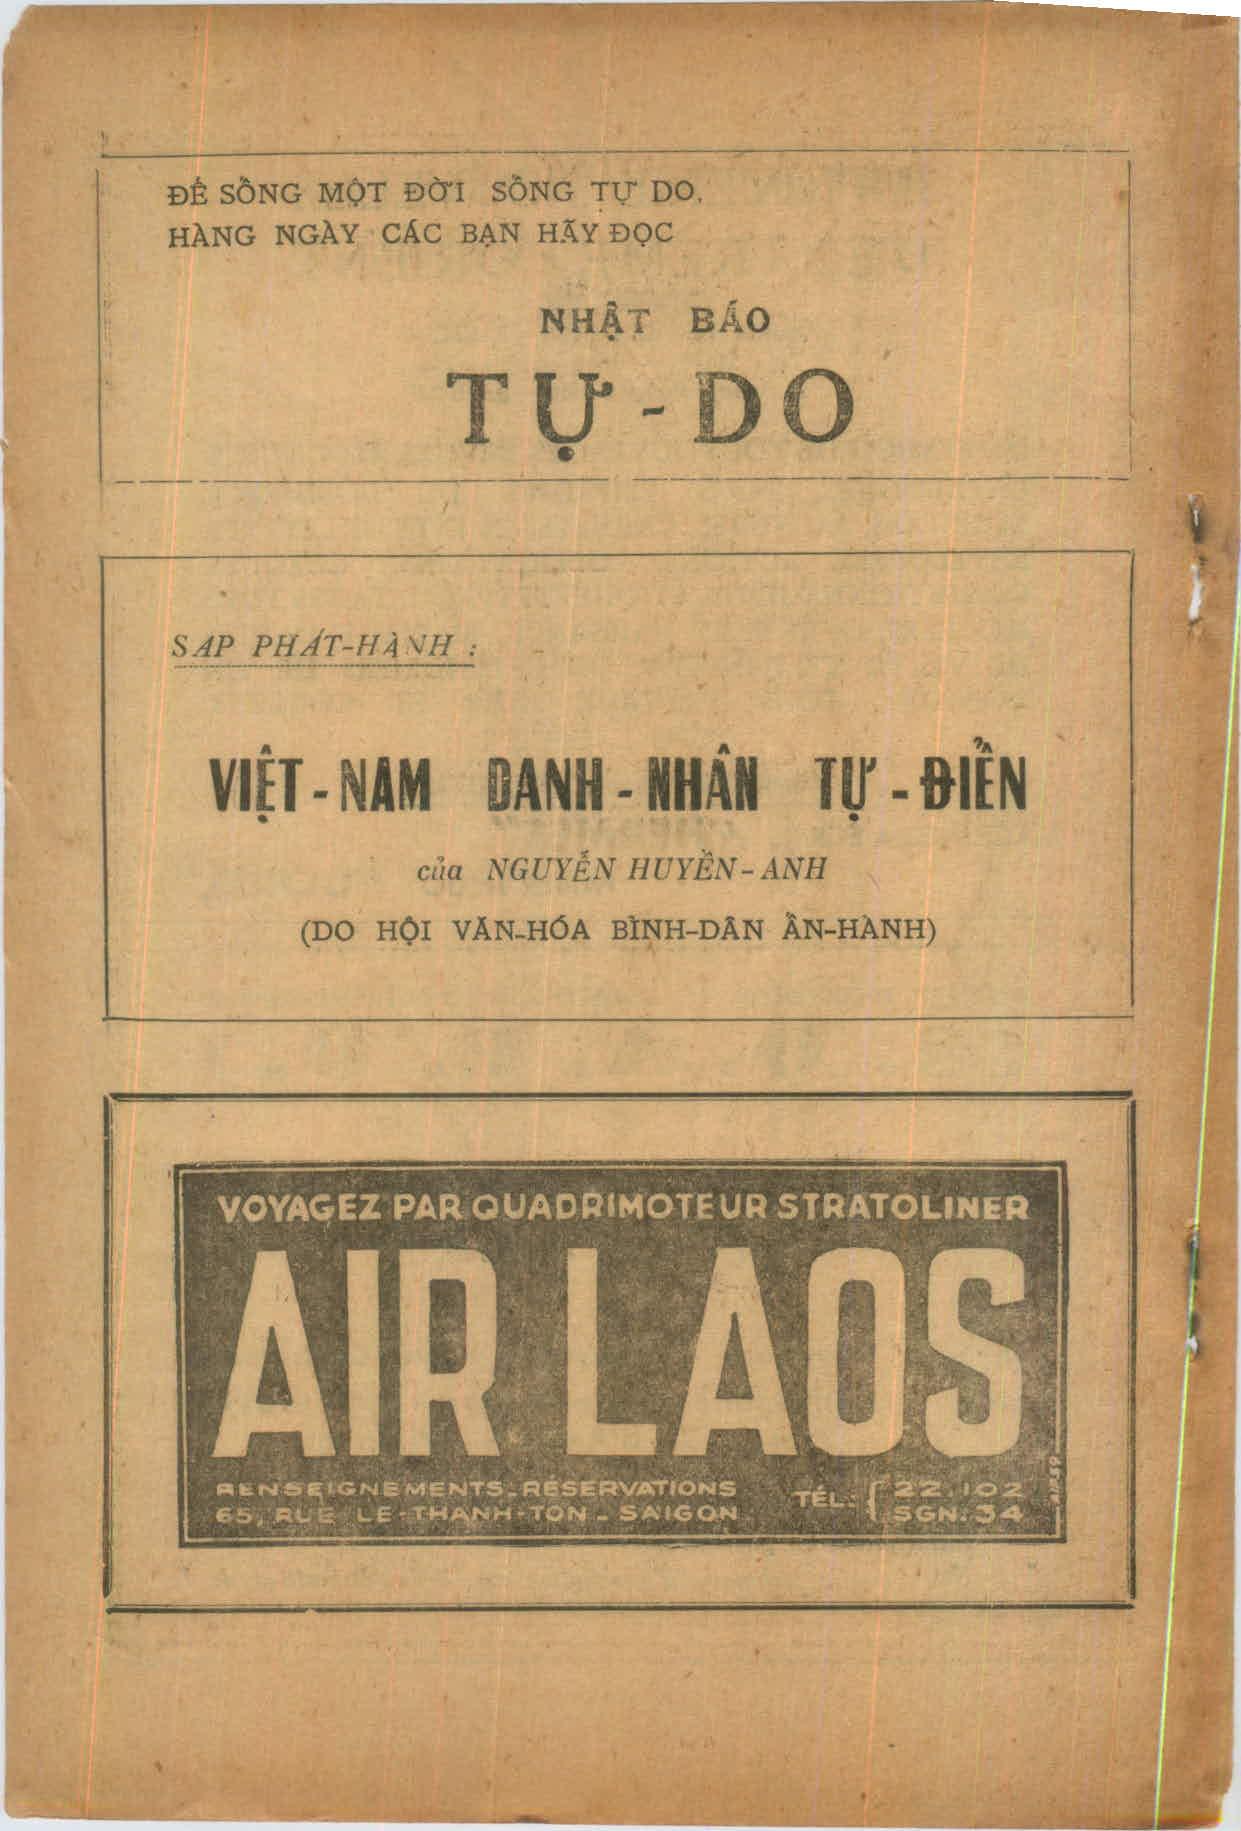 ĐỂ SỐNG MỘT ĐỜI SỐNG TỰ DO,
HÀNG NGÀY CÁC BẠN HÃY ĐỌC
NHẬT BÁO
TỰ-DO
SAP PHÁT-HÀNH :
VIỆT-NAM DANH-NHÂN TỰ-ĐIỂN
của NGUYỄN HUYỀN-ANH
(DO HỘI VĂN-HÓA BÌNH-DÂN ẤN-HÀNH)
VOYAGEZ PAR QUADRIMOTEUR STRATOLINER
AIR LAOS
RENSEIGNEMENTS-RÉSERVATIONS
65, RUE LE-THANH-TON - SAIGON
TÉL: { 22.102
SGN. 34